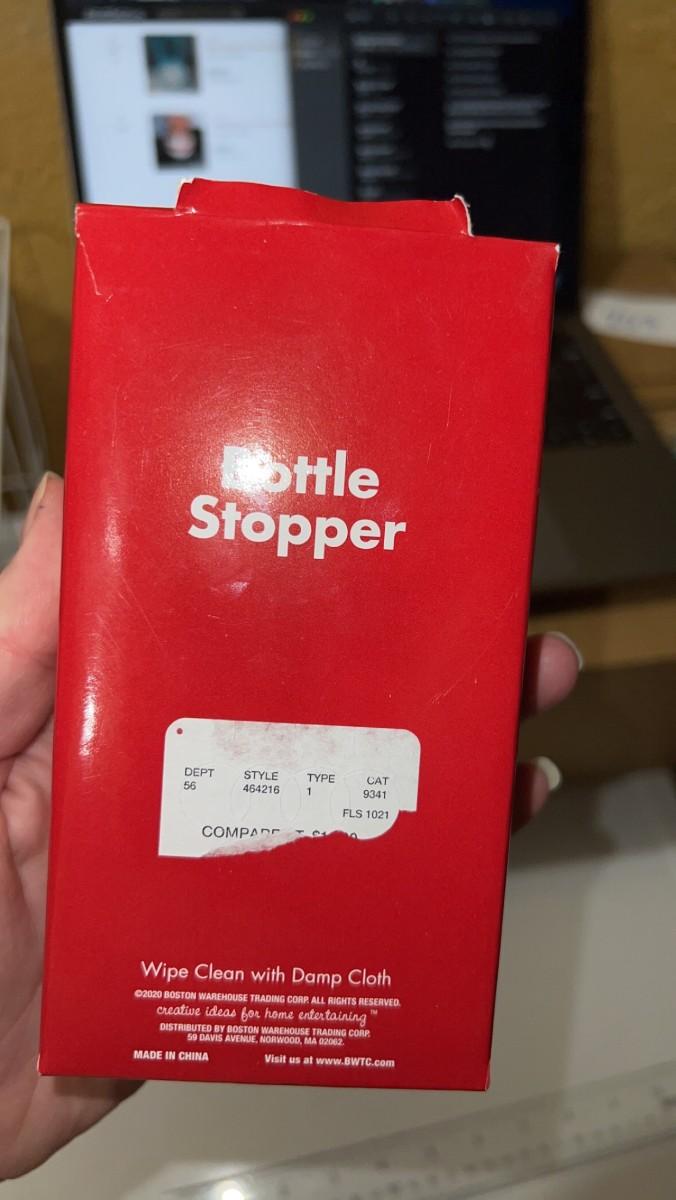 Bottle
Stopper
DEPT STYLE TYPE CAT
56 464216 1 9341
FLS 1021
Wipe Clean with Damp Cloth
©2020 BOSTON WAREHOUSE TRADING CORP. ALL RIGHTS RESERVED.
creative ideas for home entertaining™
DISTRIBUTED BY BOSTON WAREHOUSE TRADING CORP.
59 DAVIS AVENUE, NORWOOD, MA 02062.
MADE IN CHINA Visit us at www.BWTC.com